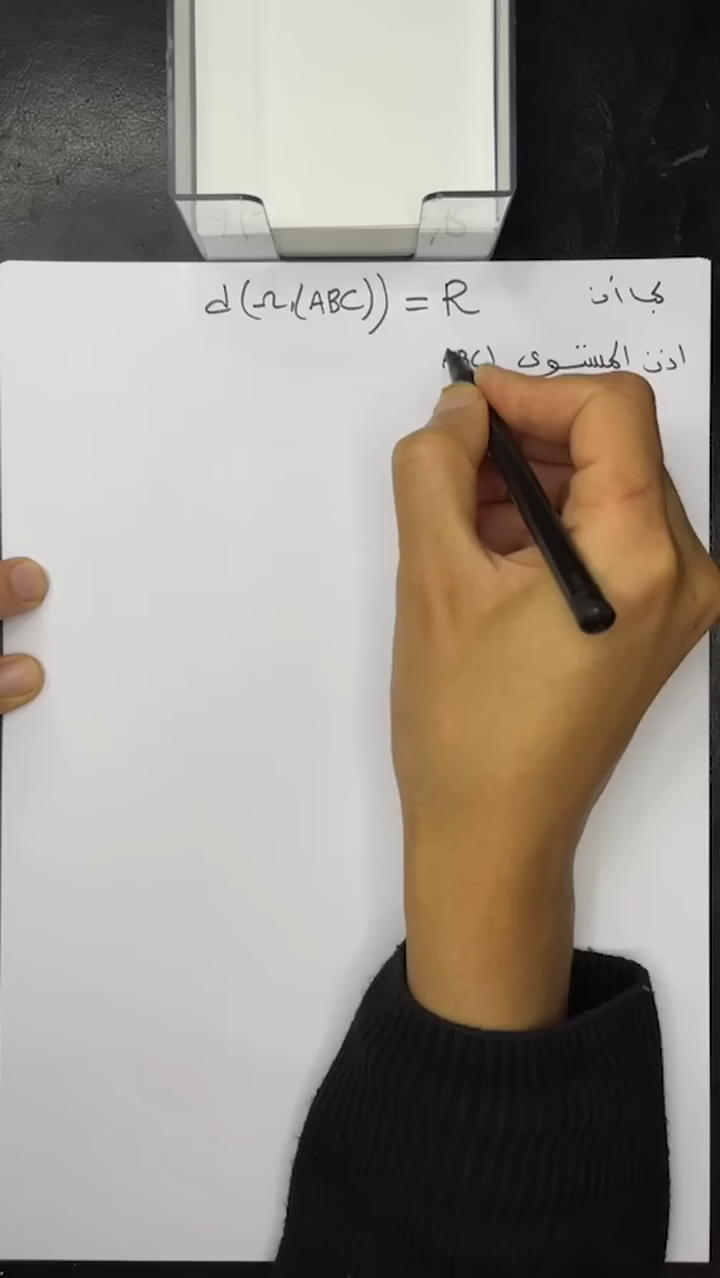 بما أن d(Ω,(ABC)) = R
اذن المستوى ABC)